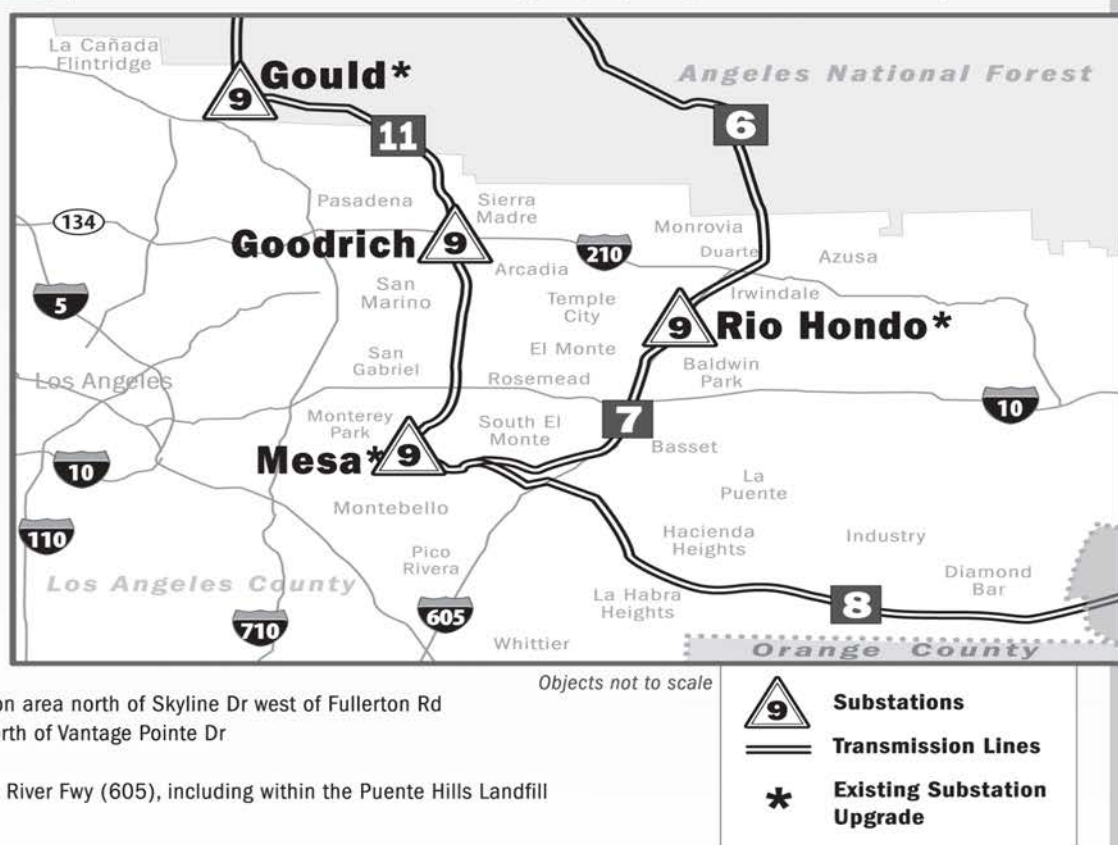 La Cañada
Flintridge
Gould*
9
Angeles National Forest
11
6
Pasadena
Sierra
Madre
134
Goodrich
9
Monrovia
210
Duarte
Azusa
Arcadia
5
San
Marino
Temple
City
Irwindale
9
Rio Hondo*
El Monte
San
Gabriel
Los Angeles
Rosemead
Baldwin
Park
10
Monterey
Park
South El
Monte
7
Basset
Mesa*
9
10
La
Puente
Montebello
110
Hacienda
Heights
Industry
Pico
Rivera
Los Angeles County
Diamond
Bar
La Habra
Heights
8
605
710
Whittier
Orange County
Objects not to scale
on area north of Skyline Dr west of Fullerton Rd
rth of Vantage Pointe Dr
River Fwy (605), including within the Puente Hills Landfill
9
Substations
Transmission Lines
*
Existing Substation
Upgrade